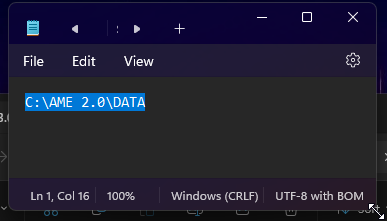 File Edit View
C:\AME 2.0\DATA
Ln 1, Col 16 100% Windows (CRLF) UTF-8 with BOM